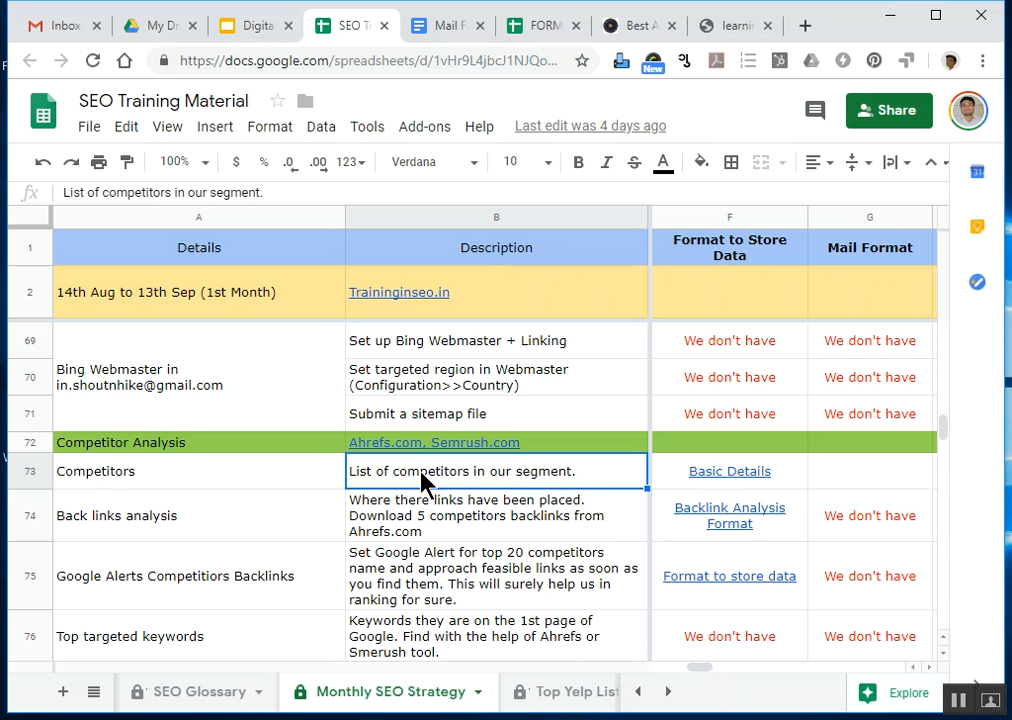 Inbox
My Dr
Digita
SEO Tr
Mail F
FORM
Best A
learnin
https://docs.google.com/spreadsheets/d/1vHr9L4jbcJ1NJQo...
New
SEO Training Material
File Edit View Insert Format Data Tools Add-ons Help Last edit was 4 days ago
Share
100% $ % .0 .00 123 Verdana 10 B I S A
31
fx List of competitors in our segment.
A B F G
1 Details Description Format to Store Data Mail Format
2 14th Aug to 13th Sep (1st Month) Traininginseo.in
69 Set up Bing Webmaster + Linking We don't have We don't have
70 Bing Webmaster in
in.shoutnhike@gmail.com
Set targeted region in Webmaster
(Configuration>>Country)
We don't have We don't have
71 Submit a sitemap file We don't have We don't have
72 Competitor Analysis Ahrefs.com, Semrush.com
73 Competitors List of competitors in our segment. Basic Details
74 Back links analysis
Where there links have been placed.
Download 5 competitors backlinks from
Ahrefs.com
Backlink Analysis
Format
We don't have
75 Google Alerts Competitiors Backlinks
Set Google Alert for top 20 competitors
name and approach feasible links as soon as
you find them. This will surely help us in
ranking for sure.
Format to store data
We don't have
76 Top targeted keywords
Keywords they are on the 1st page of
Google. Find with the help of Ahrefs or
Smerush tool.
We don't have We don't have
SEO Glossary
Monthly SEO Strategy
Top Yelp List
Explore